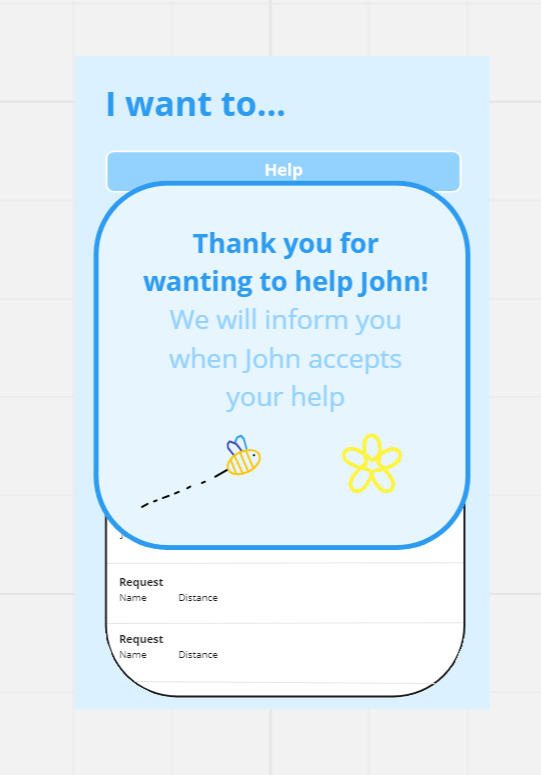 I want to...
Help
Thank you for
wanting to help John!
We will inform you
when John accepts
your help
Request
Name Distance
Request
Name Distance